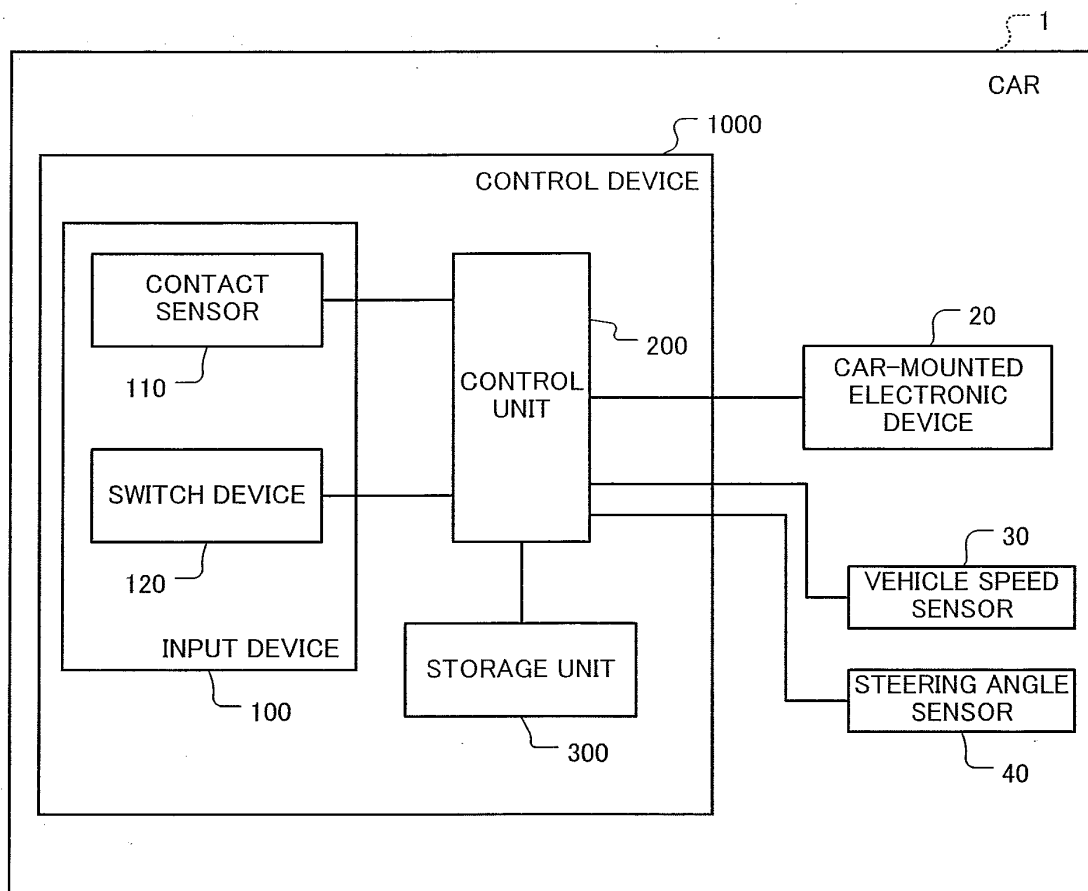 1
CAR
1000
CONTROL DEVICE
CONTACT
SENSOR
110
SWITCH DEVICE
120
INPUT DEVICE
100
CONTROL
UNIT
200
STORAGE UNIT
300
20
CAR-MOUNTED
ELECTRONIC
DEVICE
30
VEHICLE SPEED
SENSOR
STEERING ANGLE
SENSOR
40